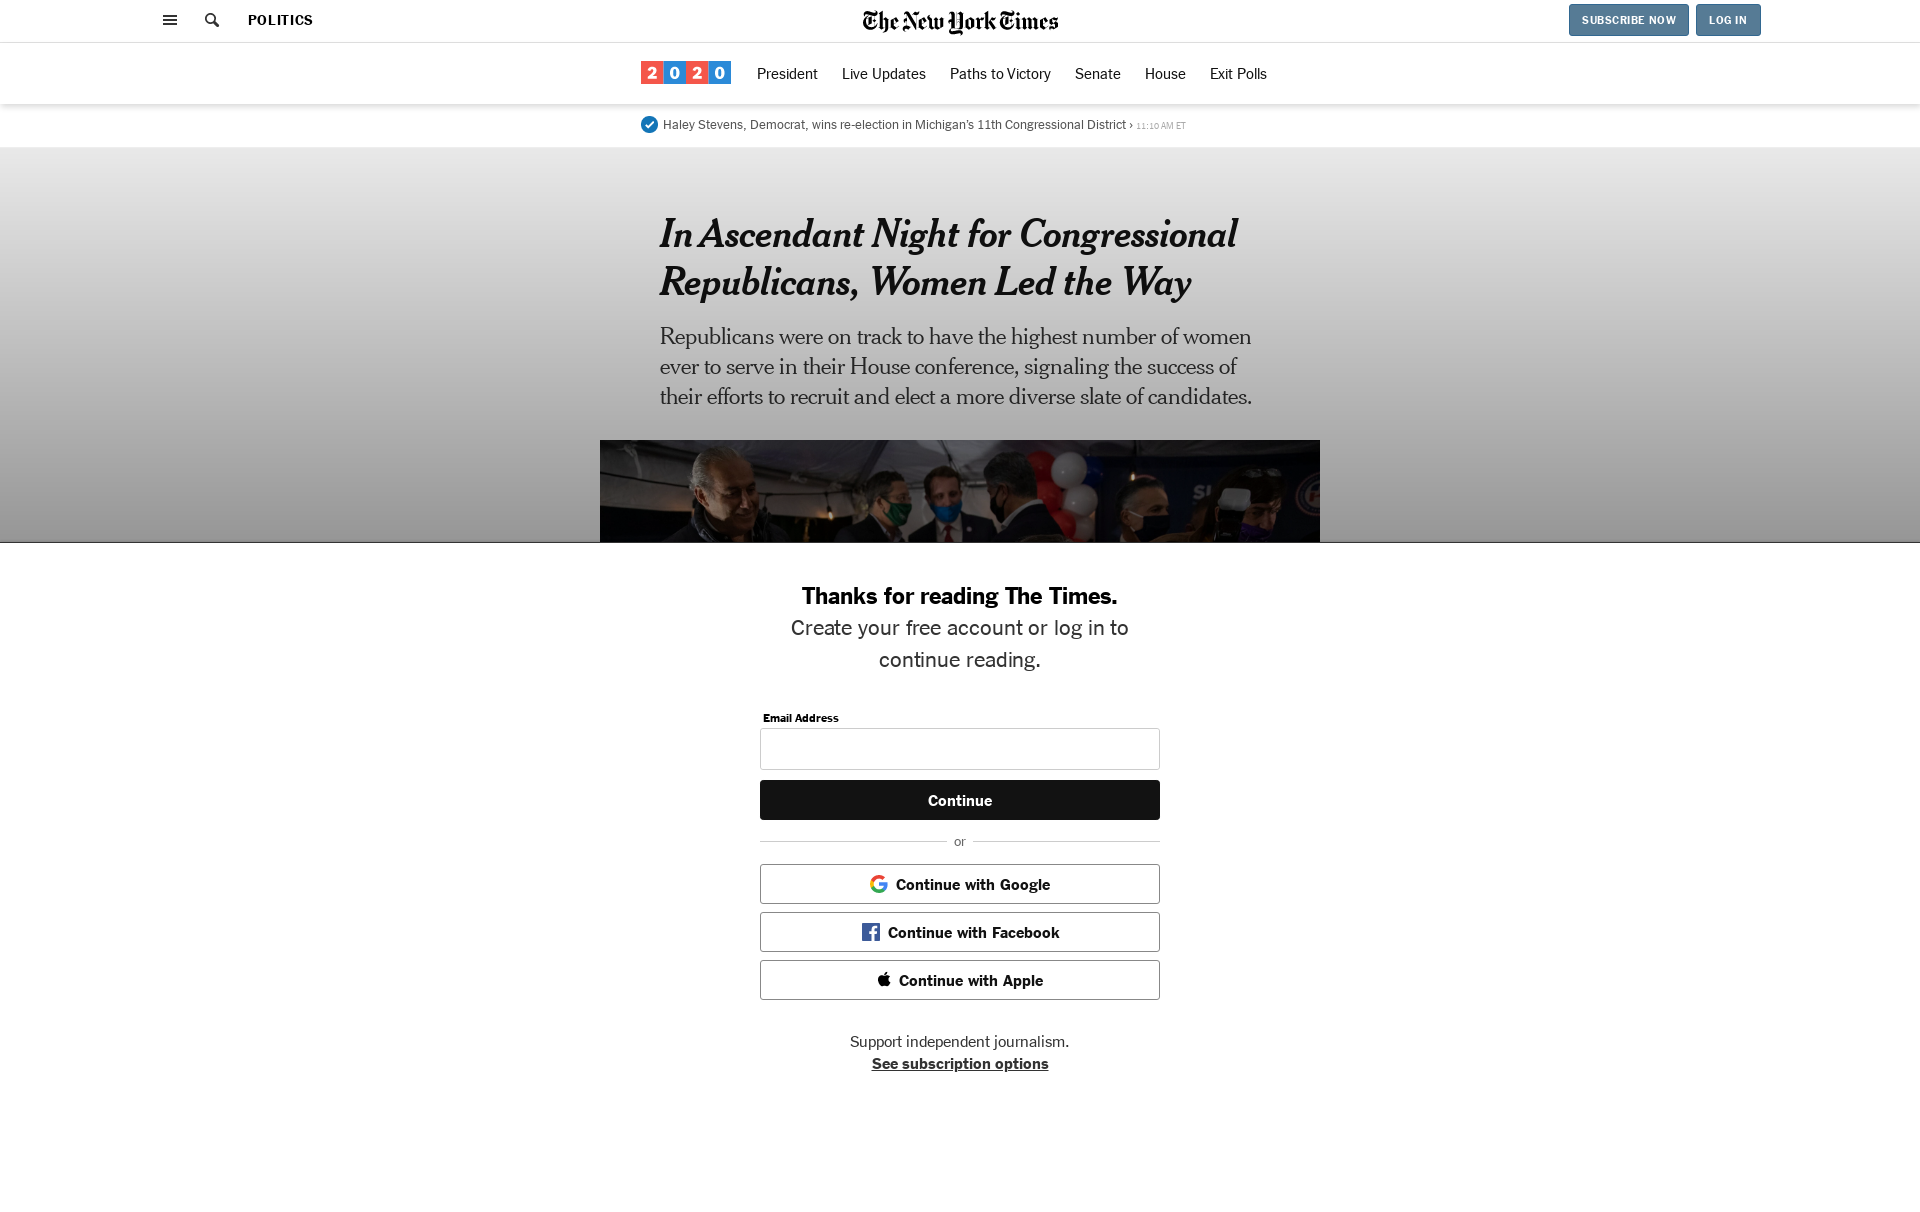 POLITICS
The New York Times
SUBSCRIBE NOW
LOG IN
2020
President
Live Updates
Paths to Victory
Senate
House
Exit Polls
Haley Stevens, Democrat, wins re-election in Michigan’s 11th Congressional District › 11:10 AM ET
In Ascendant Night for Congressional
Republicans, Women Led the Way
Republicans were on track to have the highest number of women
ever to serve in their House conference, signaling the success of
their efforts to recruit and elect a more diverse slate of candidates.
Thanks for reading The Times.
Create your free account or log in to
continue reading.
Email Address
Continue
or
Continue with Google
Continue with Facebook
Continue with Apple
Support independent journalism.
See subscription options